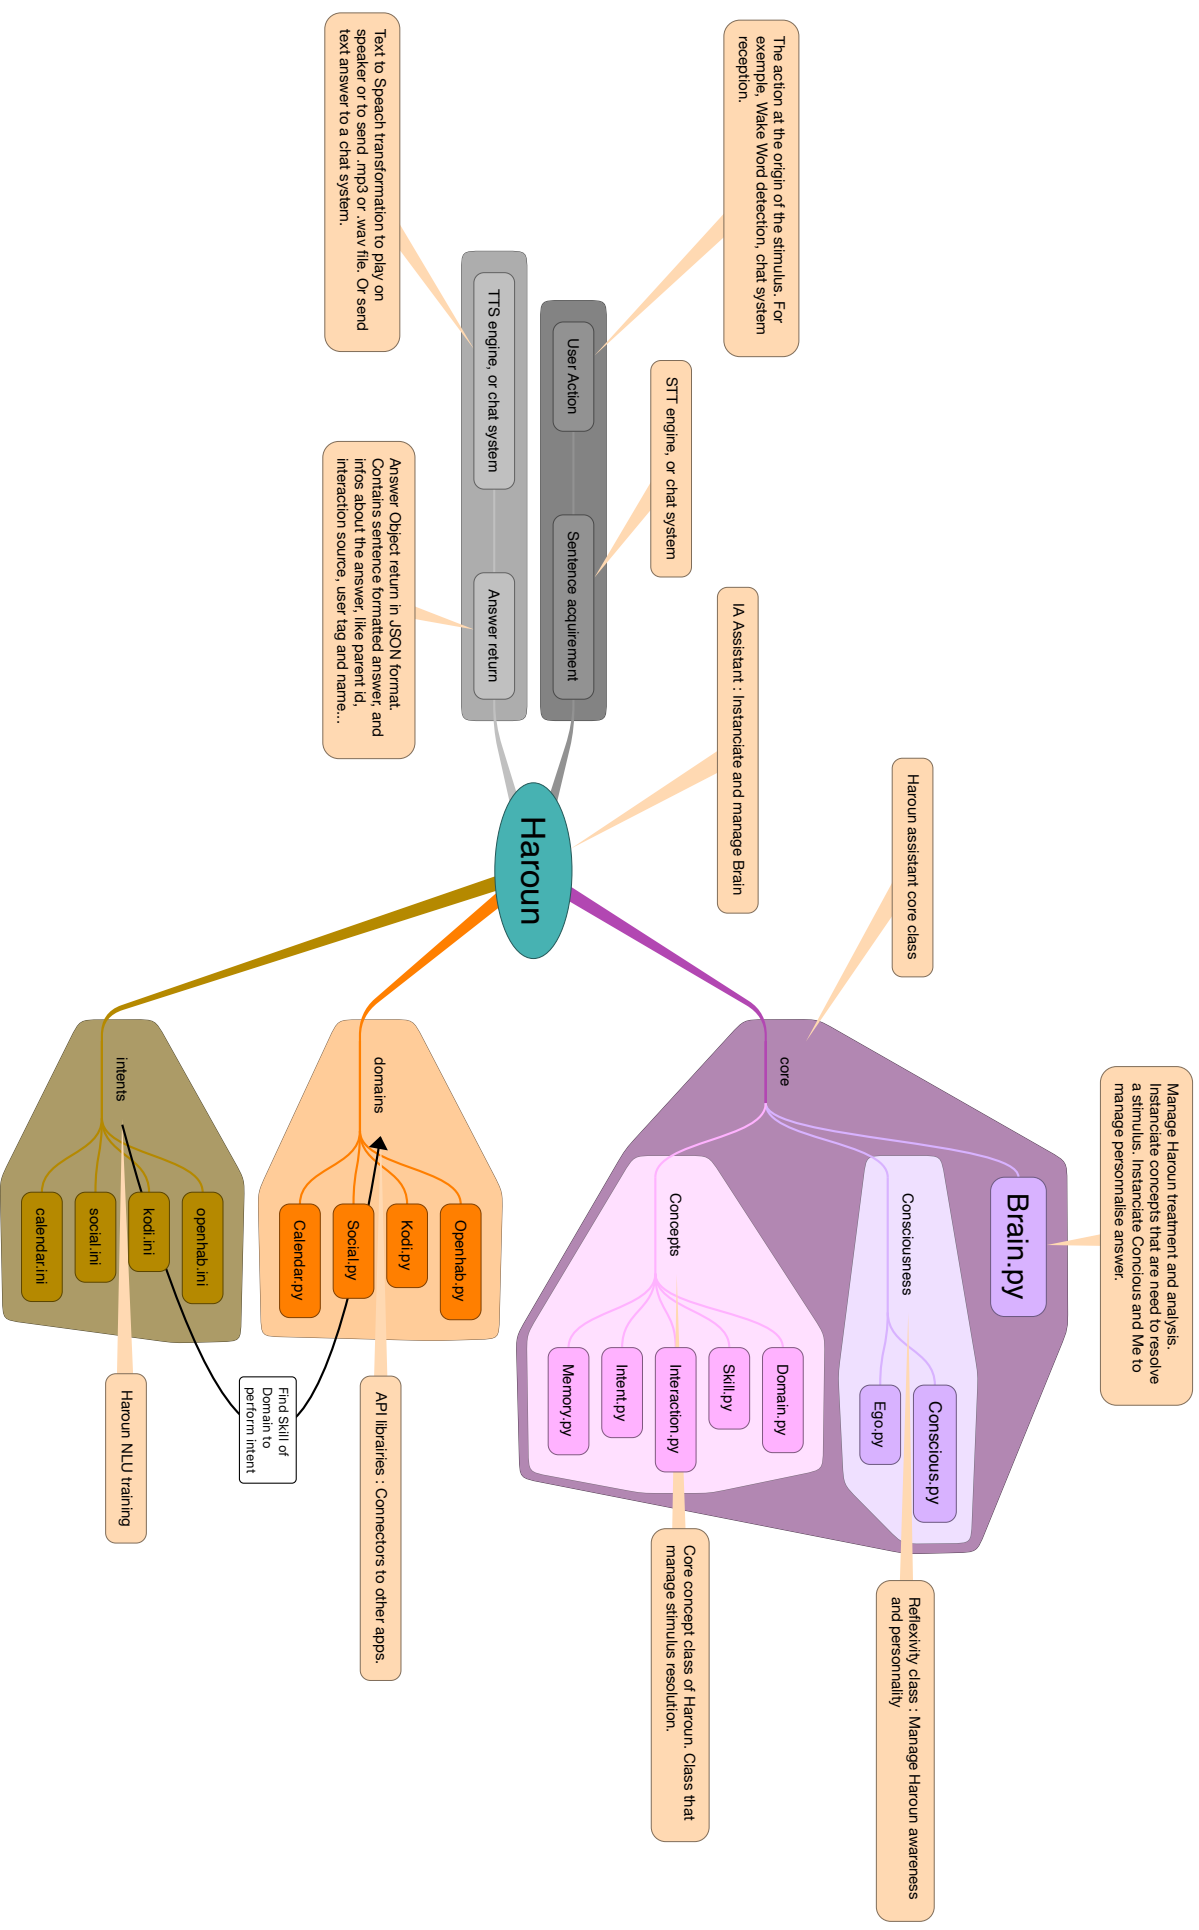 The action at the origin of the stimulus. For
exemple, Wake Word detection, chat system
reception.
STT engine, or chat system
User Action
Sentence acquirement
TTS engine, or chat system
Answer return
Text to Speach transformation to play on
speaker or to send .mp3 or .wav file. Or send
text answer to a chat system.
Answer Object return in JSON format.
Contains sentence formatted answer, and
infos about the answer, like parent id,
interaction source, user tag and name...
IA Assistant : Instanciate and manage Brain
Haroun
Haroun assistant core class
core
Manage Haroun treatment and analysis.
Instanciate concepts that are need to resolve
a stimulus. Instanciate Concious and Me to
manage personnalise answer.
Brain.py
Consciousness
Conscious.py
Ego.py
Reflexivity class : Manage Haroun awareness
and personnality
Concepts
Domain.py
Skill.py
Interaction.py
Intent.py
Memory.py
Core concept class of Haroun. Class that
manage stimulus resolution.
domains
Openhab.py
Kodi.py
Social.py
Calendar.py
API librairies : Connectors to other apps.
Find Skill of
Domain to
perform intent
intents
openhab.ini
kodi.ini
social.ini
calendar.ini
Haroun NLU training